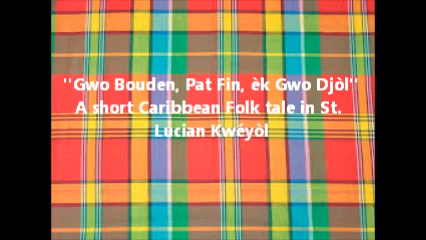 "Gwo Bouden, Pat Fin, èk Gwo Djòl"
A short Caribbean Folk tale in St.
Lucian Kwéyòl